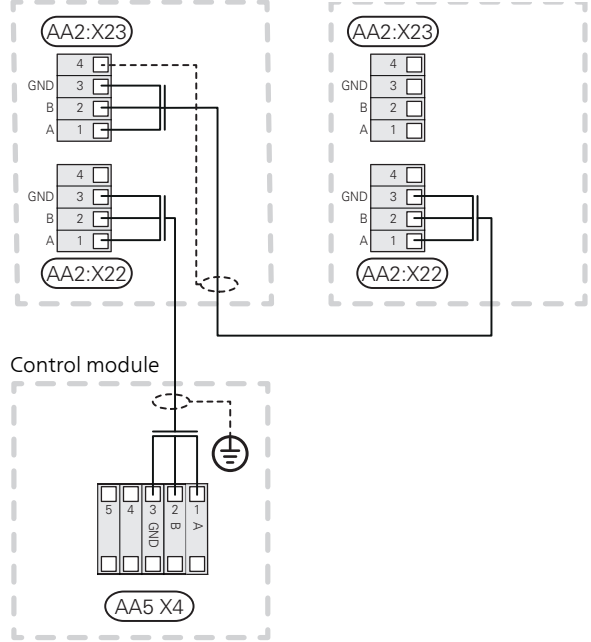 AA2:X23
4
GND 3
B 2
A 1
4
GND 3
B 2
A 1
AA2:X22
AA2:X23
4
GND 3
B 2
A 1
4
GND 3
B 2
A 1
AA2:X22
Control module
5 4 3 2 1
GND B A
AA5 X4